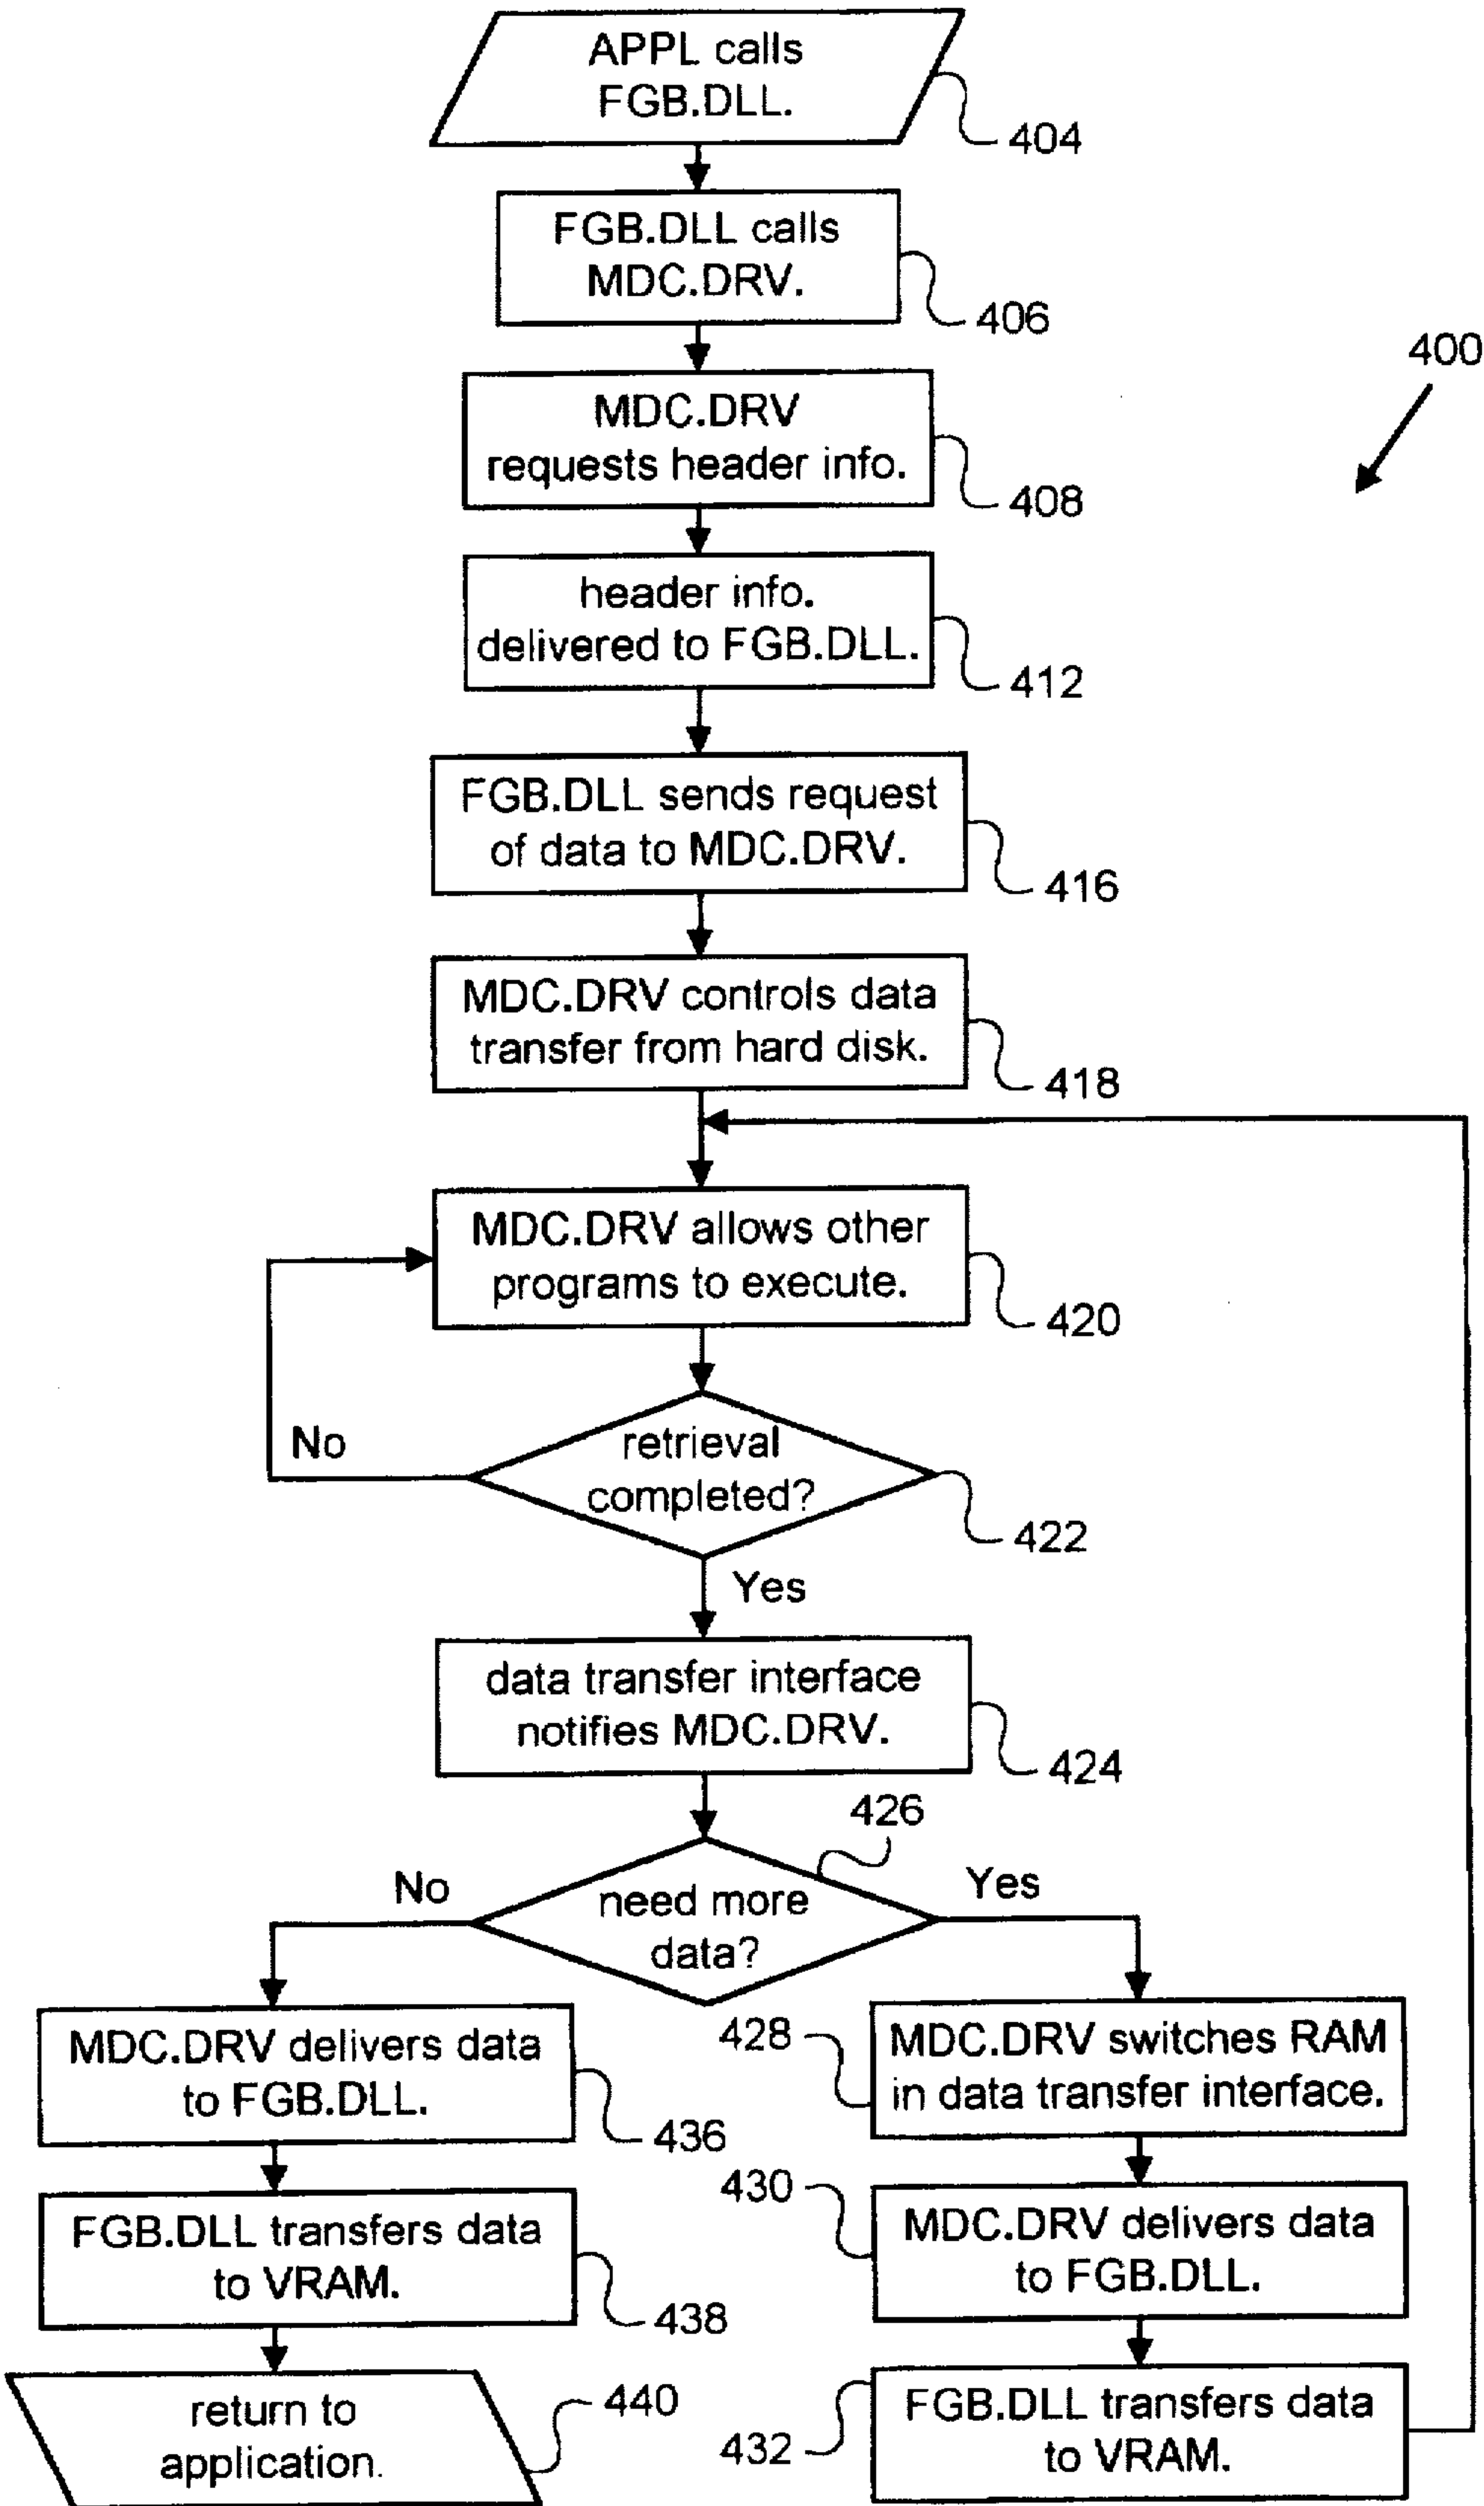 APPL calls
FGB.DLL.
404
FGB.DLL calls
MDC.DRV.
406
400
MDC.DRV
requests header info.
408
header info.
delivered to FGB.DLL.
412
FGB.DLL sends request
of data to MDC.DRV.
416
MDC.DRV controls data
transfer from hard disk.
418
MDC.DRV allows other
programs to execute.
420
No
retrieval
completed?
422
Yes
data transfer interface
notifies MDC.DRV.
424
426
No
need more
data?
Yes
MDC.DRV delivers data
to FGB.DLL.
436
428
MDC.DRV switches RAM
in data transfer interface.
FGB.DLL transfers data
to VRAM.
438
430
MDC.DRV delivers data
to FGB.DLL.
return to
application.
440
432
FGB.DLL transfers data
to VRAM.